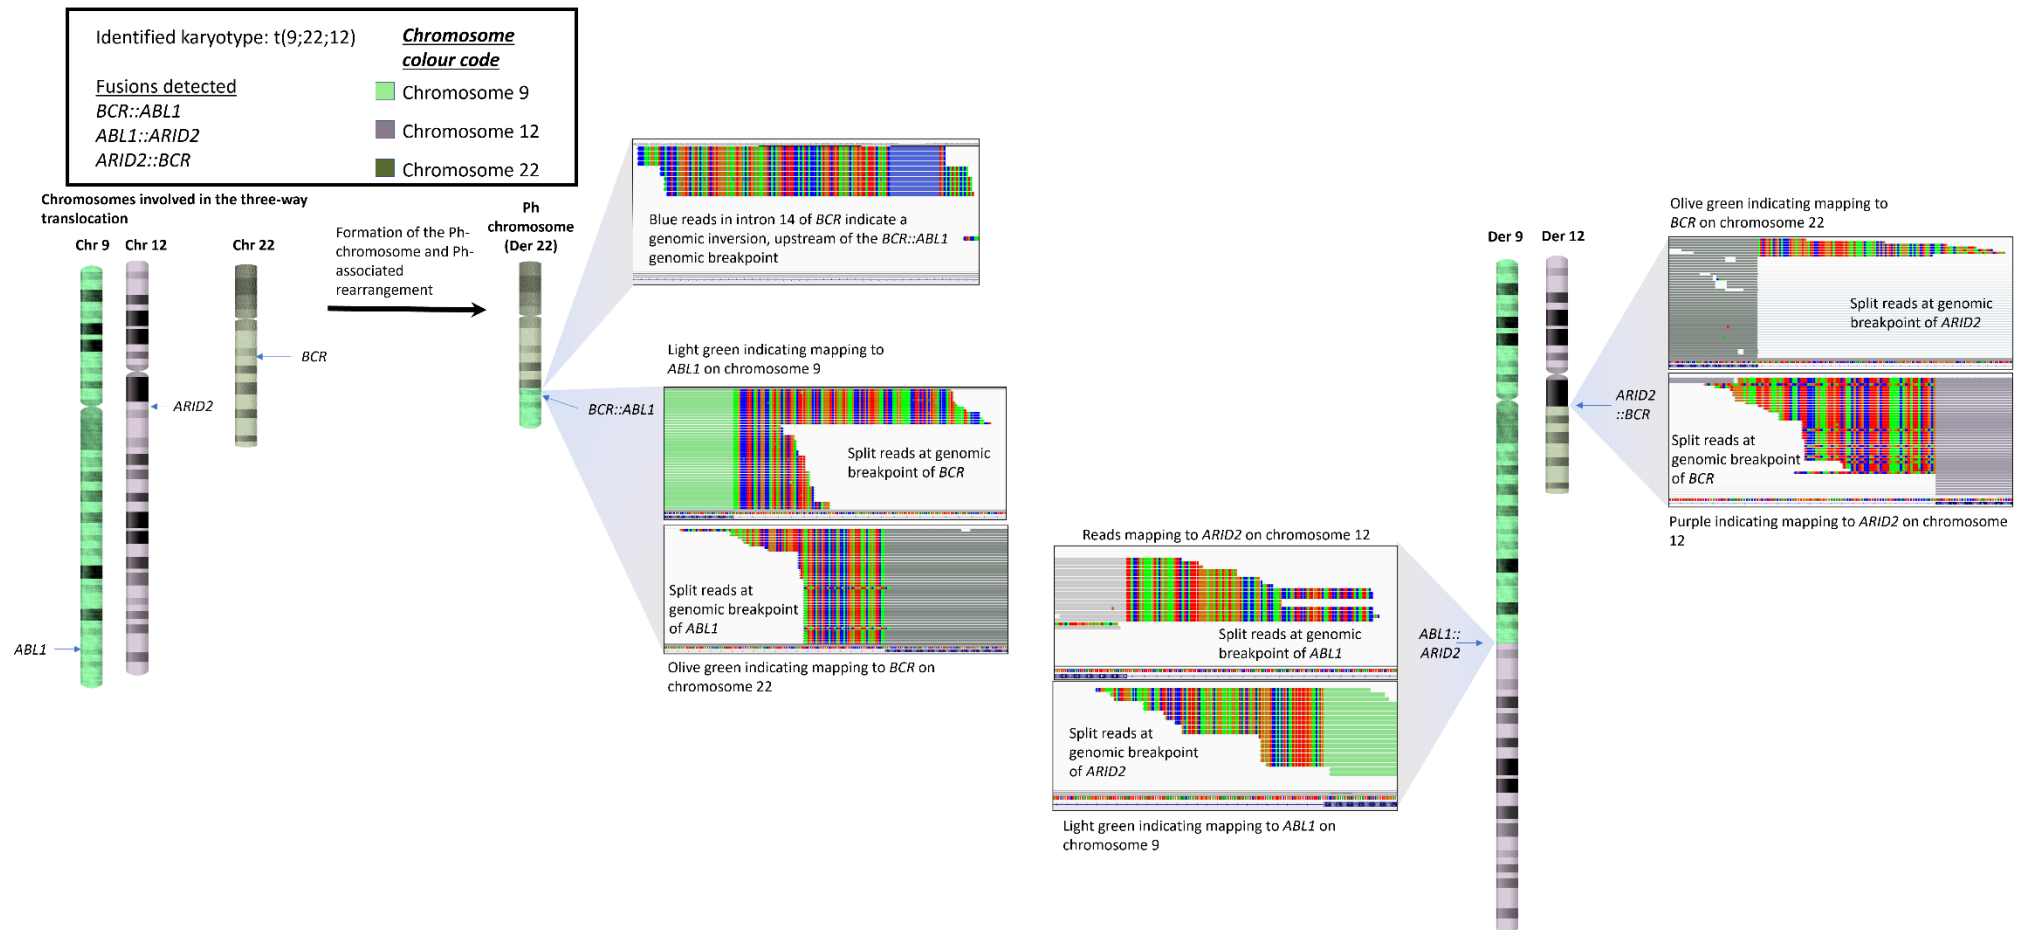 Identified karyotype: t(9;22;12)
Fusions detected
BCR::ABL1
ABL1::ARID2
ARID2::BCR
Chromosome
colour code
Chromosome 9
Chromosome 12
Chromosome 22
Chromosomes involved in the three-way
translocation
Chr 9
Chr 12
Chr 22
BCR
ARID2
ABL1
Formation of the Ph-
chromosome and Ph-
associated
rearrangement
Ph
chromosome
(Der 22)
BCR::ABL1
Blue reads in intron 14 of BCR indicate a
genomic inversion, upstream of the BCR::ABL1
genomic breakpoint
Light green indicating mapping to
ABL1 on chromosome 9
Split reads at genomic
breakpoint of BCR
Split reads at
genomic breakpoint
of ABL1
Olive green indicating mapping to BCR on
chromosome 22
Reads mapping to ARID2 on chromosome 12
Split reads at genomic
breakpoint of ABL1
Split reads at
genomic breakpoint
of ARID2
Light green indicating mapping to ABL1 on
chromosome 9
ABL1::
ARID2
Der 9
Der 12
ARID2
::BCR
Olive green indicating mapping to
BCR on chromosome 22
Split reads at genomic
breakpoint of ARID2
Split reads at
genomic breakpoint
of BCR
Purple indicating mapping to ARID2 on chromosome
12